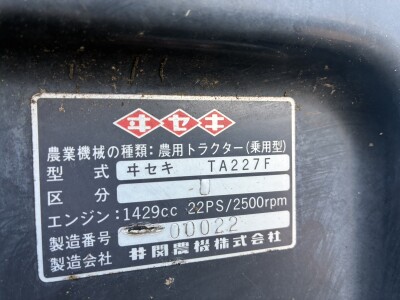 ヰセキ
農業機械の種類:農用トラクター(乗用型)
型式 ヰセキ TA227F
区分 U
エンジン:1429cc 22PS/2500rpm
製造番号 00022
製造会社 井関農機株式会社